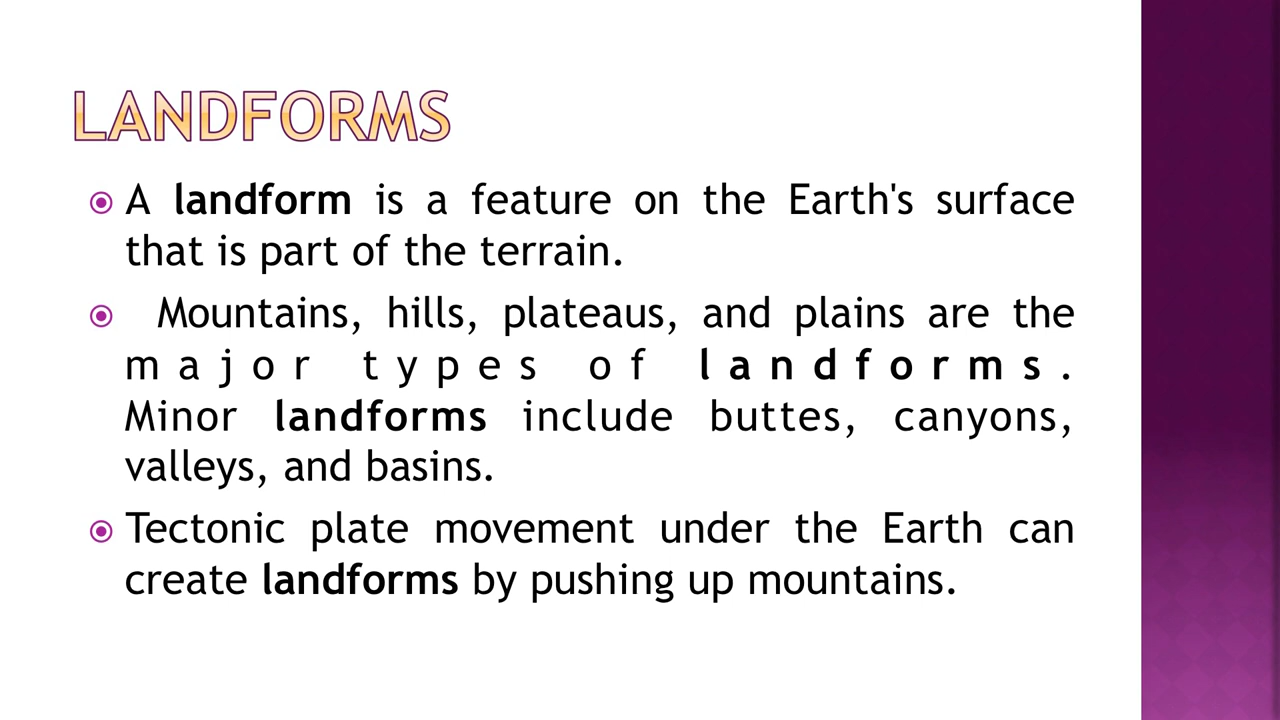 LANDFORMS
A landform is a feature on the Earth's surface
that is part of the terrain.
Mountains, hills, plateaus, and plains are the
major types of landforms.
Minor landforms include buttes, canyons,
valleys, and basins.
Tectonic plate movement under the Earth can
create landforms by pushing up mountains.